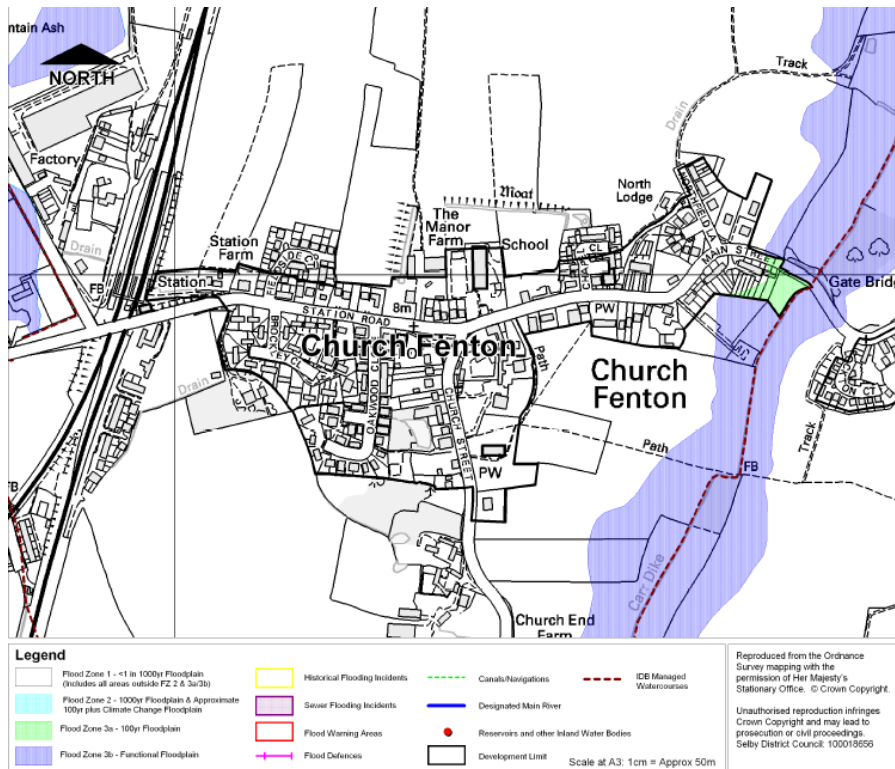 ntain Ash
NORTH
Track
Drain
Factory
Moat
The
Manor
Farm
North
Lodge
School
NORTHFIELD LA
Station
Farm
MAIN STREET
Drain
FB
Station
8m
STATION ROAD
PW
Gate Bridg
Church Fenton
BROCKLEY CL
OAKWOOD CL
Path
Church
Fenton
CHURCH STREET
Drain
Path
Track
PW
FB
FB
Carr Dike
Church End
Farm
Legend
Flood Zone 1 - <1 in 1000yr Floodplain
(Includes all areas outside FZ 2 & 3a/3b)
Flood Zone 2 - 1000yr Floodplain & Approximate
100yr plus Climate Change Floodplain
Flood Zone 3a - 100yr Floodplain
Flood Zone 3b - Functional Floodplain
Historical Flooding Incidents
Sewer Flooding Incidents
Flood Warning Areas
Flood Defences
Canals/Navigations
Designated Main River
Reservoirs and other Inland Water Bodies
Development Limit
IDB Managed
Watercourses
Scale at A3: 1cm = Approx 50m
Reproduced from the Ordnance
Survey mapping with the
permission of Her Majesty's
Stationary Office. © Crown Copyright.
Unauthorised reproduction infringes
Crown Copyright and may lead to
prosecution or civil proceedings.
Selby District Council: 100018656